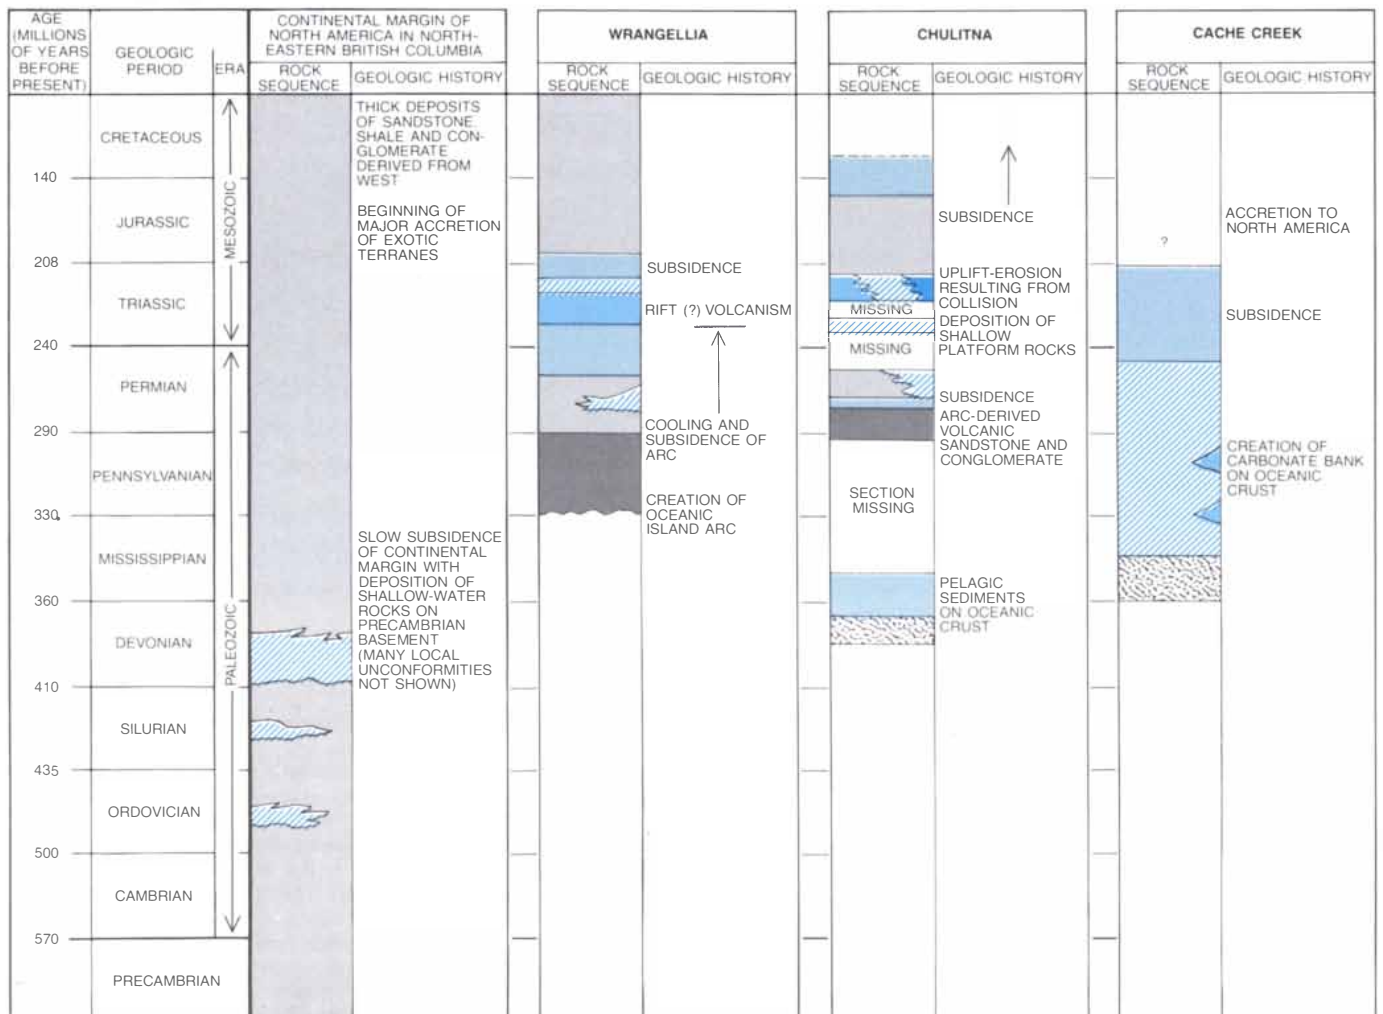 AGE
(MILLIONS
OF YEARS
BEFORE
PRESENT)
GEOLOGIC
PERIOD
ERA
CONTINENTAL MARGIN OF
NORTH AMERICA IN NORTH-
EASTERN BRITISH COLUMBIA
ROCK
SEQUENCE
GEOLOGIC HISTORY
WRANGELLIA
ROCK
SEQUENCE
GEOLOGIC HISTORY
CHULITNA
ROCK
SEQUENCE
GEOLOGIC HISTORY
CACHE CREEK
ROCK
SEQUENCE
GEOLOGIC HISTORY
140
208
240
290
330
360
410
435
500
570
CRETACEOUS
JURASSIC
TRIASSIC
PERMIAN
PENNSYLVANIAN
MISSISSIPPIAN
DEVONIAN
SILURIAN
ORDOVICIAN
CAMBRIAN
PRECAMBRIAN
MESOZOIC
PALEOZOIC
THICK DEPOSITS
OF SANDSTONE
SHALE AND CON-
GLOMERATE
DERIVED FROM
WEST
BEGINNING OF
MAJOR ACCRETION
OF EXOTIC
TERRANES
SLOW SUBSIDENCE
OF CONTINENTAL
MARGIN WITH
DEPOSITION OF
SHALLOW-WATER
ROCKS ON
PRECAMBRIAN
BASEMENT
(MANY LOCAL
UNCONFORMITIES
NOT SHOWN)
SUBSIDENCE
RIFT (?) VOLCANISM
COOLING AND
SUBSIDENCE OF
ARC
CREATION OF
OCEANIC
ISLAND ARC
MISSING
MISSING
SECTION
MISSING
SUBSIDENCE
UPLIFT-EROSION
RESULTING FROM
COLLISION
DEPOSITION OF
SHALLOW
PLATFORM ROCKS
SUBSIDENCE
ARC-DERIVED
VOLCANIC
SANDSTONE AND
CONGLOMERATE
PELAGIC
SEDIMENTS
ON OCEANIC
CRUST
?
ACCRETION TO
NORTH AMERICA
SUBSIDENCE
CREATION OF
CARBONATE BANK
ON OCEANIC
CRUST